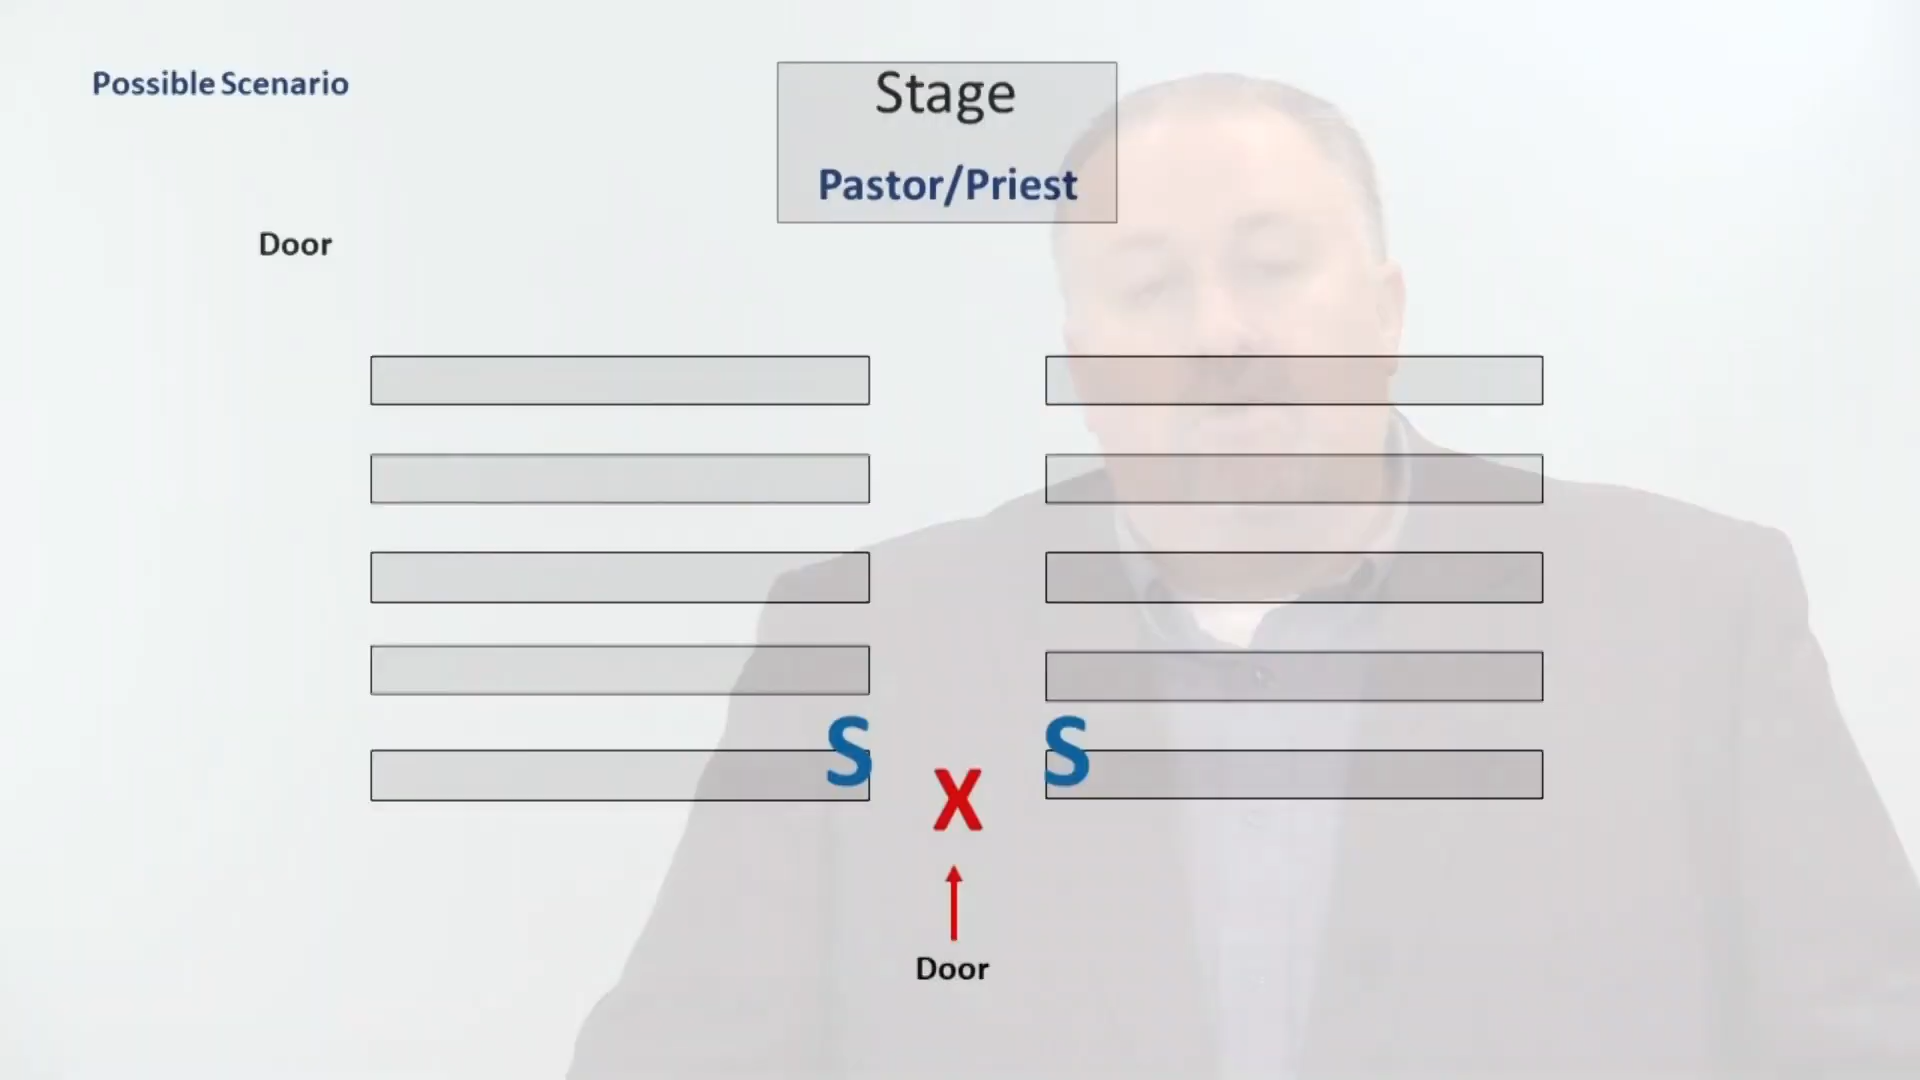 Possible Scenario
Stage
Pastor/Priest
Door
S
S
X
Door